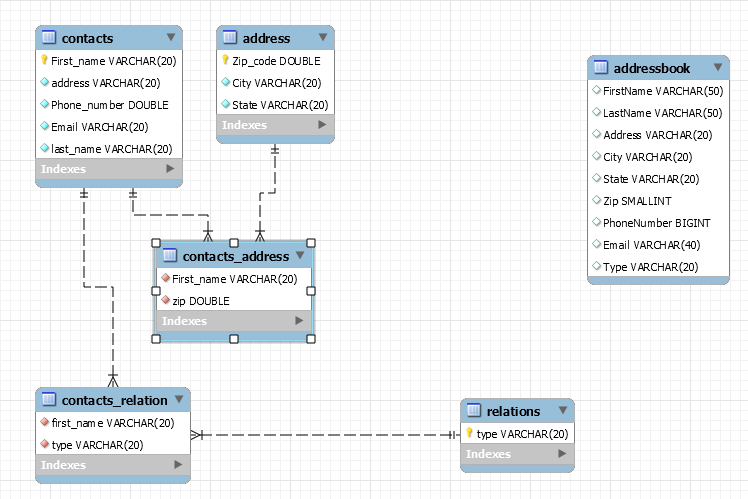 contacts
First_name VARCHAR(20)
address VARCHAR(20)
Phone_number DOUBLE
Email VARCHAR(20)
last_name VARCHAR(20)
Indexes
address
Zip_code DOUBLE
City VARCHAR(20)
State VARCHAR(20)
Indexes
addressbook
FirstName VARCHAR(50)
LastName VARCHAR(50)
Address VARCHAR(20)
City VARCHAR(20)
State VARCHAR(20)
Zip SMALLINT
PhoneNumber BIGINT
Email VARCHAR(40)
Type VARCHAR(20)
contacts_address
First_name VARCHAR(20)
zip DOUBLE
Indexes
contacts_relation
first_name VARCHAR(20)
type VARCHAR(20)
Indexes
relations
type VARCHAR(20)
Indexes